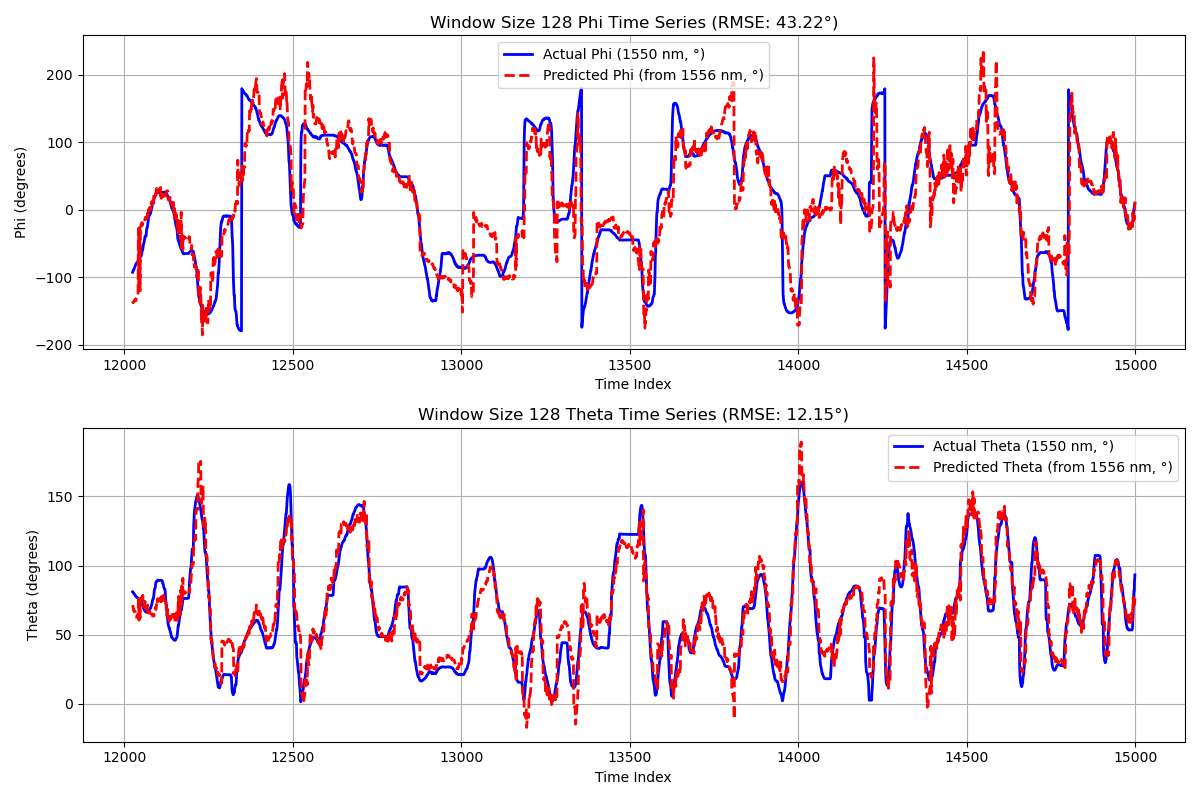 Window Size 128 Phi Time Series (RMSE: 43.22°)
Actual Phi (1550 nm, °)
Predicted Phi (from 1556 nm, °)
Phi (degrees)
200
100
0
−100
−200
12000 12500 13000 13500 14000 14500 15000
Time Index
Window Size 128 Theta Time Series (RMSE: 12.15°)
Actual Theta (1550 nm, °)
Predicted Theta (from 1556 nm, °)
Theta (degrees)
150
100
50
0
12000 12500 13000 13500 14000 14500 15000
Time Index